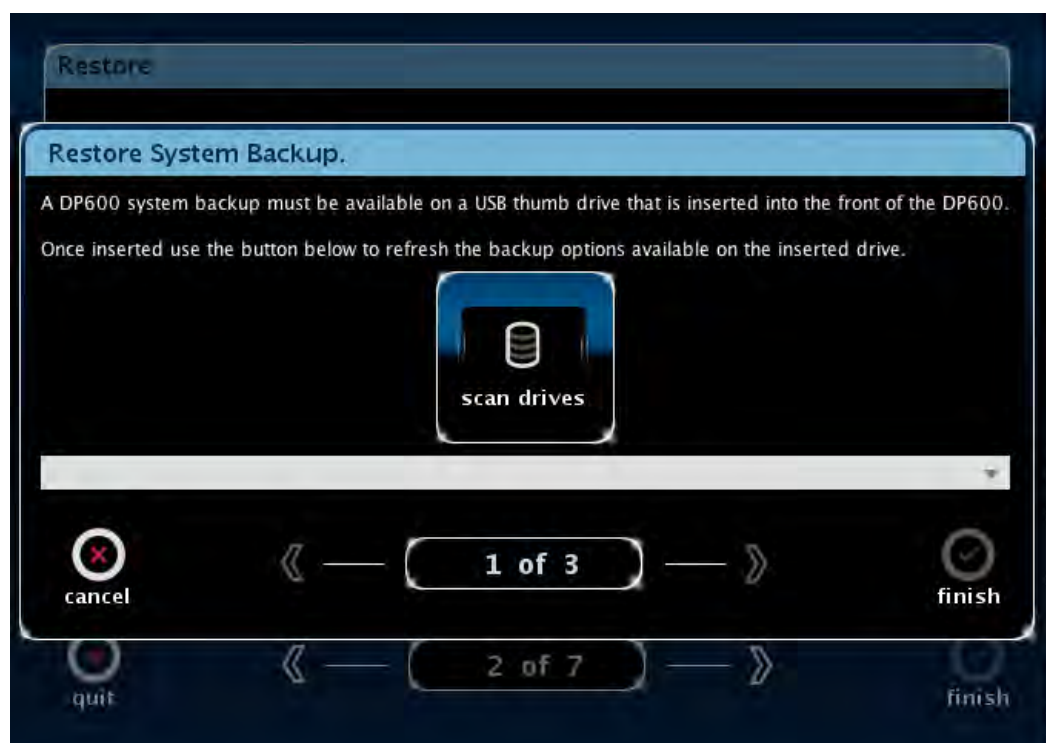 Restore
Restore System Backup.
A DP600 system backup must be available on a USB thumb drive that is inserted into the front of the DP600.
Once inserted use the button below to refresh the backup options available on the inserted drive.
scan drives
1 of 3
cancel
finish
2 of 7
quit
finish